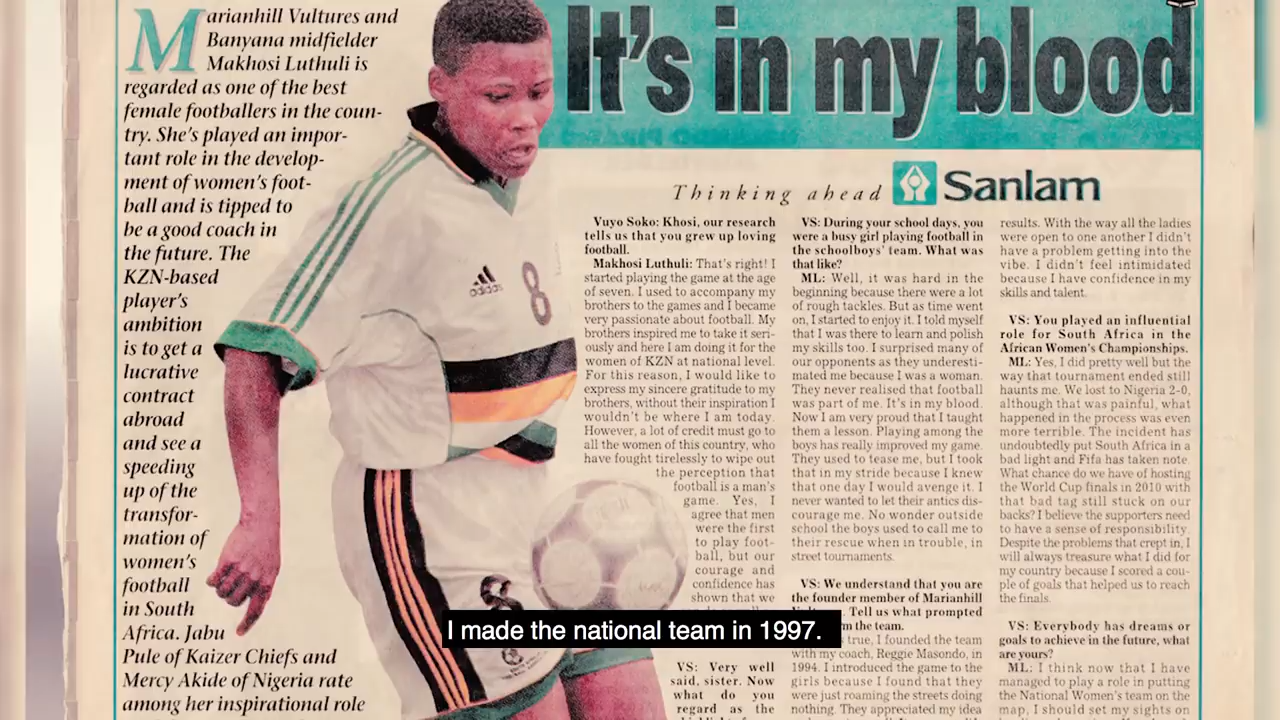 It's in my blood
Marianhill Vultures and
Banyana midfielder
Makhosi Luthuli is
regarded as one of the best
female footballers in the coun-
try. She's played an impor-
tant role in the develop-
ment of women's foot-
ball and is tipped to
be a good coach in
the future. The
KZN-based
player's
ambition
is to get a
lucrative
contract
abroad
and see a
speeding
up of the
transfor-
mation of
women's
football
in South
Africa. Jabu
Pule of Kaizer Chiefs and
Mercy Akide of Nigeria rate
among her inspirational role
adidas
8
8
Thinking ahead Sanlam
Vuyo Soko: Khosi, our research
tells us that you grew up loving
football.
Makhosi Luthuli: That's right! I
started playing the game at the age
of seven. I used to accompany my
brothers to the games and I became
very passionate about football. My
brothers inspired me to take it seri-
ously and here I am doing it for the
women of KZN at national level.
For this reason, I would like to
express my sincere gratitude to my
brothers, without their inspiration I
wouldn't be where I am today.
However, a lot of credit must go to
all the women of this country, who
have fought tirelessly to wipe out
the perception that
football is a man's
game. Yes, I
agree that men
were the first
to play foot-
ball, but our
courage and
confidence has
shown that we
VS: Very well
said, sister. Now
what do you
regard as the
VS: During your school days, you
were a busy girl playing football in
the schoolboys' team. What was
that like?
ML: Well, it was hard in the
beginning because there were a lot
of rough tackles. But as time went
on, I started to enjoy it. I told myself
that I was there to learn and polish
my skills too. I surprised many of
our opponents as they underesti-
mated me because I was a woman.
They never realised that football
was part of me. It's in my blood.
Now I am very proud that I taught
them a lesson. Playing among the
boys has really improved my game.
They used to tease me, but I took
that in my stride because I knew
that one day I would avenge it. I
never wanted to let their antics dis-
courage me. No wonder outside
school the boys used to call me to
their rescue when in trouble, in
street tournaments.
VS: We understand that you are
the founder member of Marianhill
Tell us what prompted
the team.
true, I founded the team
with my coach, Reggie Masondo, in
1994. I introduced the game to the
girls because I found that they
were just roaming the streets doing
nothing. They appreciated my idea
results. With the way all the ladies
were open to one another I didn't
have a problem getting into the
vibe. I didn't feel intimidated
because I have confidence in my
skills and talent.
VS: You played an influential
role for South Africa in the
African Women's Championships.
ML: Yes, I did pretty well but the
way that tournament ended still
haunts me. We lost to Nigeria 2-0,
although that was painful, what
happened in the process was even
more terrible. The incident has
undoubtedly put South Africa in a
bad light and Fifa has taken note.
What chance do we have of hosting
the World Cup finals in 2010 with
that bad tag still stuck on our
backs? I believe the supporters need
to have a sense of responsibility.
Despite the problems that crept in, I
will always treasure what I did for
my country because I scored a cou-
ple of goals that helped us to reach
the finals.
VS: Everybody has dreams or
goals to achieve in the future, what
are yours?
ML: I think now that I have
managed to play a role in putting
the National Women's team on the
map, I should set my sights on
I made the national team in 1997.